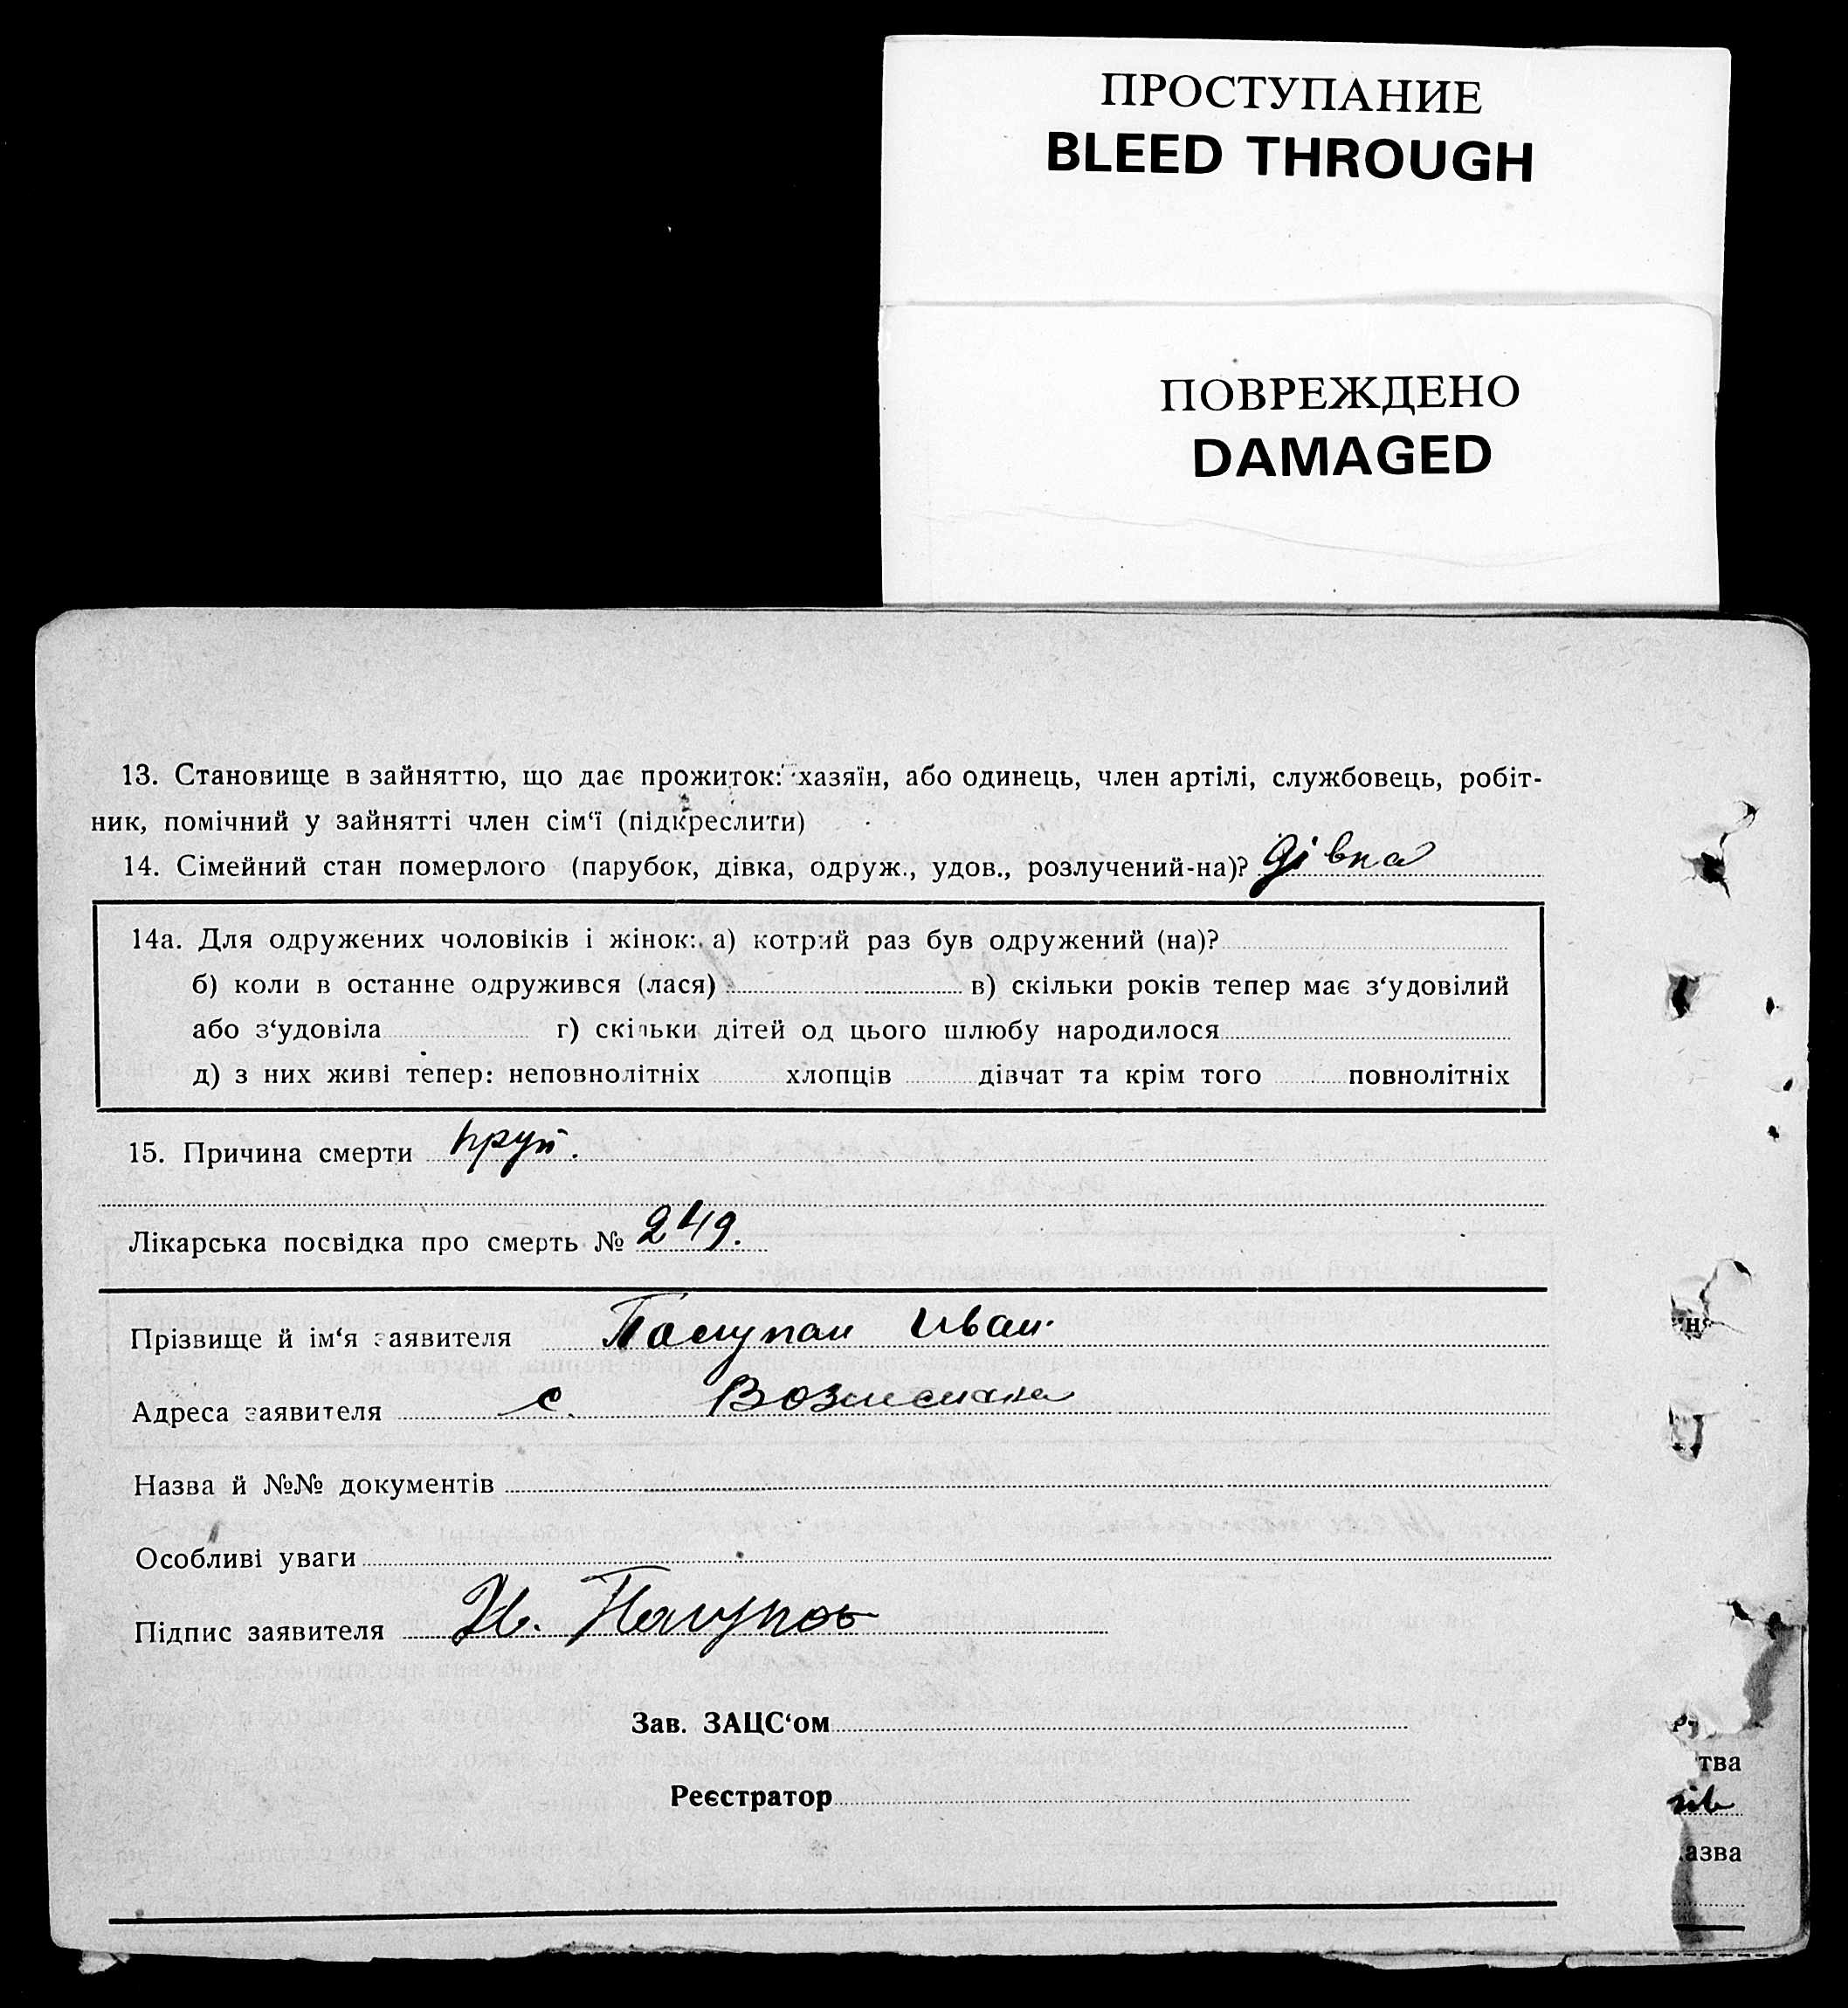 ПРОСТУПАНИЕ
BLEED THROUGH
ПОВРЕЖДЕНО
DAMAGED
13. Становище в зайняттю, що дає прожиток: хазяїн, або одинець, член артілі, службовець, робіт-
ник, помічний у зайнятті член сім‘ї (підкреслити)
14. Сімейний стан померлого (парубок, дівка, одруж., удов., розлучений-на)? дівка
14а. Для одружених чоловіків і жінок: а) котрий раз був одружений (на)?
б) коли в останнє одружився (лася) в) скільки років тепер має з‘удовілий
або з‘удовіла г) скільки дітей од цього шлюбу народилося
д) з них живі тепер: неповнолітніх хлопців дівчат та крім того повнолітніх
15. Причина смерти круп.
Лікарська посвідка про смерть № 249.
Прізвище й ім‘я заявителя Иван
Адреса заявителя с.
Назва й №№ документів
Особливі уваги
Підпис заявителя
Зав. ЗАЦС‘ом
Реєстратор
тва
азва